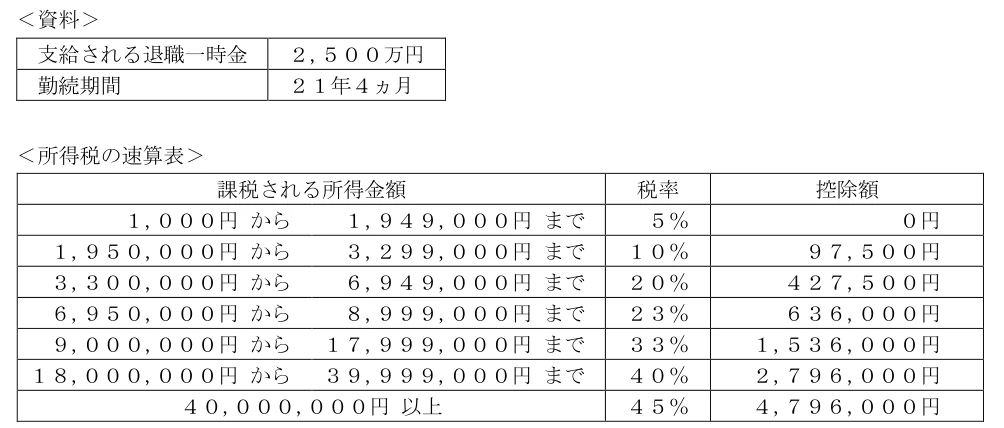 ＜資料＞
支給される退職一時金 ２,５００万円
勤続期間 ２１年４ヵ月
＜所得税の速算表＞
課税される所得金額 税率 控除額
１,０００円 から １,９４９,０００円 まで ５％ ０円
１,９５０,０００円 から ３,２９９,０００円 まで １０％ ９７,５００円
３,３００,０００円 から ６,９４９,０００円 まで ２０％ ４２７,５００円
６,９５０,０００円 から ８,９９９,０００円 まで ２３％ ６３６,０００円
９,０００,０００円 から １７,９９９,０００円 まで ３３％ １,５３６,０００円
１８,０００,０００円 から ３９,９９９,０００円 まで ４０％ ２,７９６,０００円
４０,０００,０００円 以上 ４５％ ４,７９６,０００円